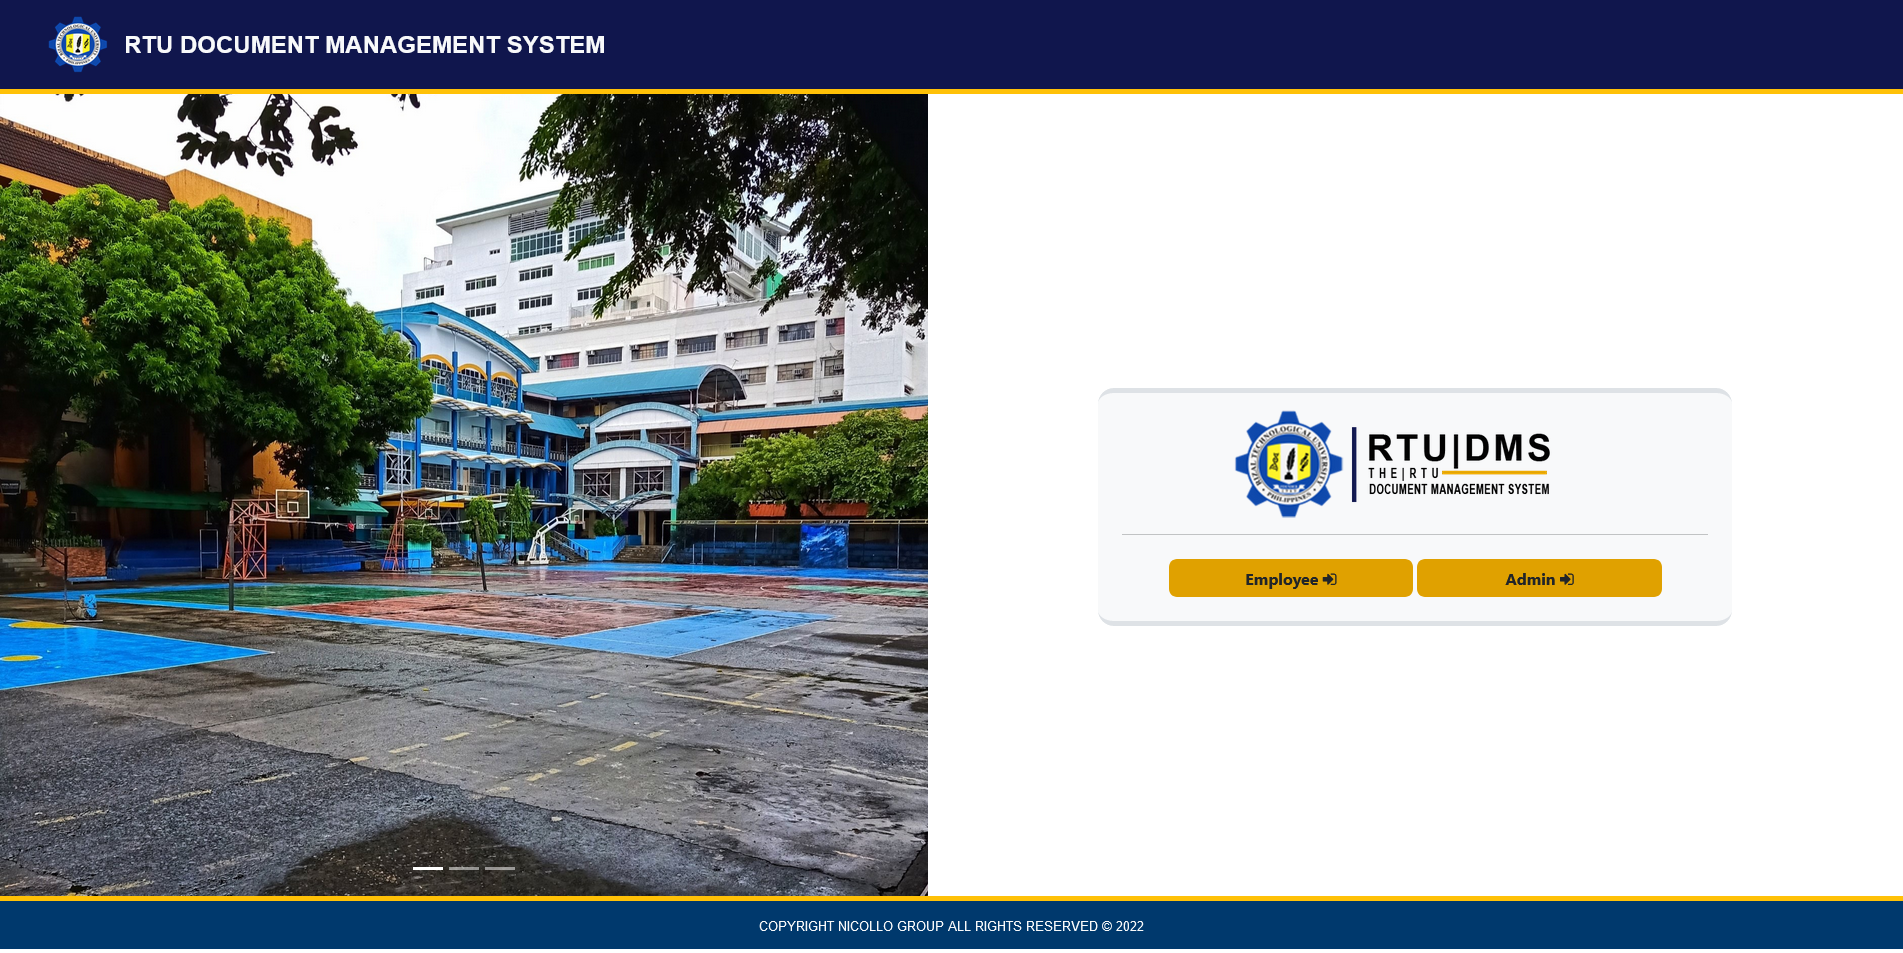 RTU DOCUMENT MANAGEMENT SYSTEM
RIZAL TECHNOLOGICAL UNIVERSITY
PHILIPPINES
RTU|DMS
THE|RTU
DOCUMENT MANAGEMENT SYSTEM
Employee
Admin
COPYRIGHT NICOLLO GROUP ALL RIGHTS RESERVED © 2022